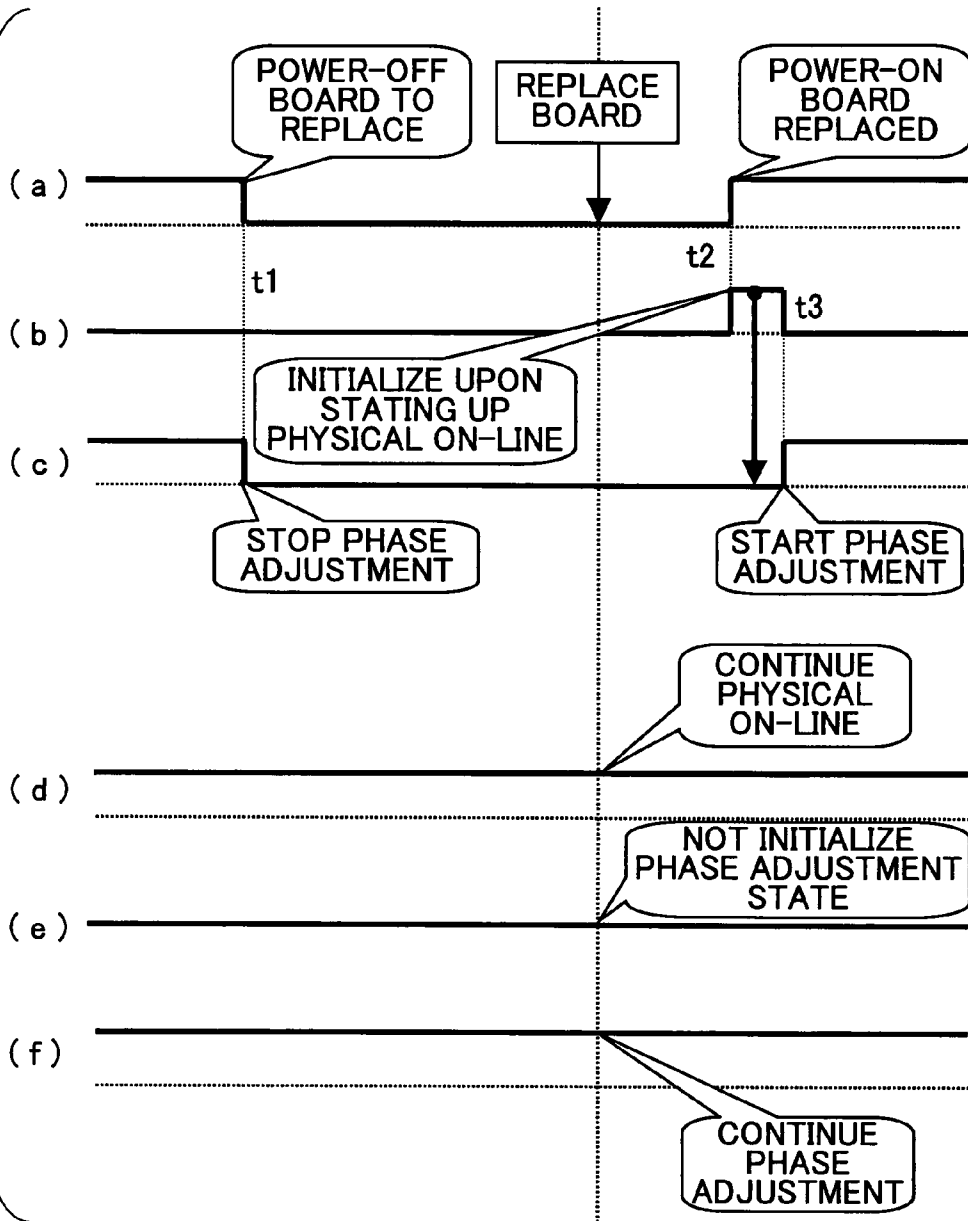 POWER-OFF
BOARD TO
REPLACE
REPLACE
BOARD
POWER-ON
BOARD
REPLACED
(a)
t1
t2
t3
(b)
INITIALIZE UPON
STATING UP
PHYSICAL ON-LINE
(c)
STOP PHASE
ADJUSTMENT
START PHASE
ADJUSTMENT
CONTINUE
PHYSICAL
ON-LINE
(d)
NOT INITIALIZE
PHASE ADJUSTMENT
STATE
(e)
(f)
CONTINUE
PHASE
ADJUSTMENT